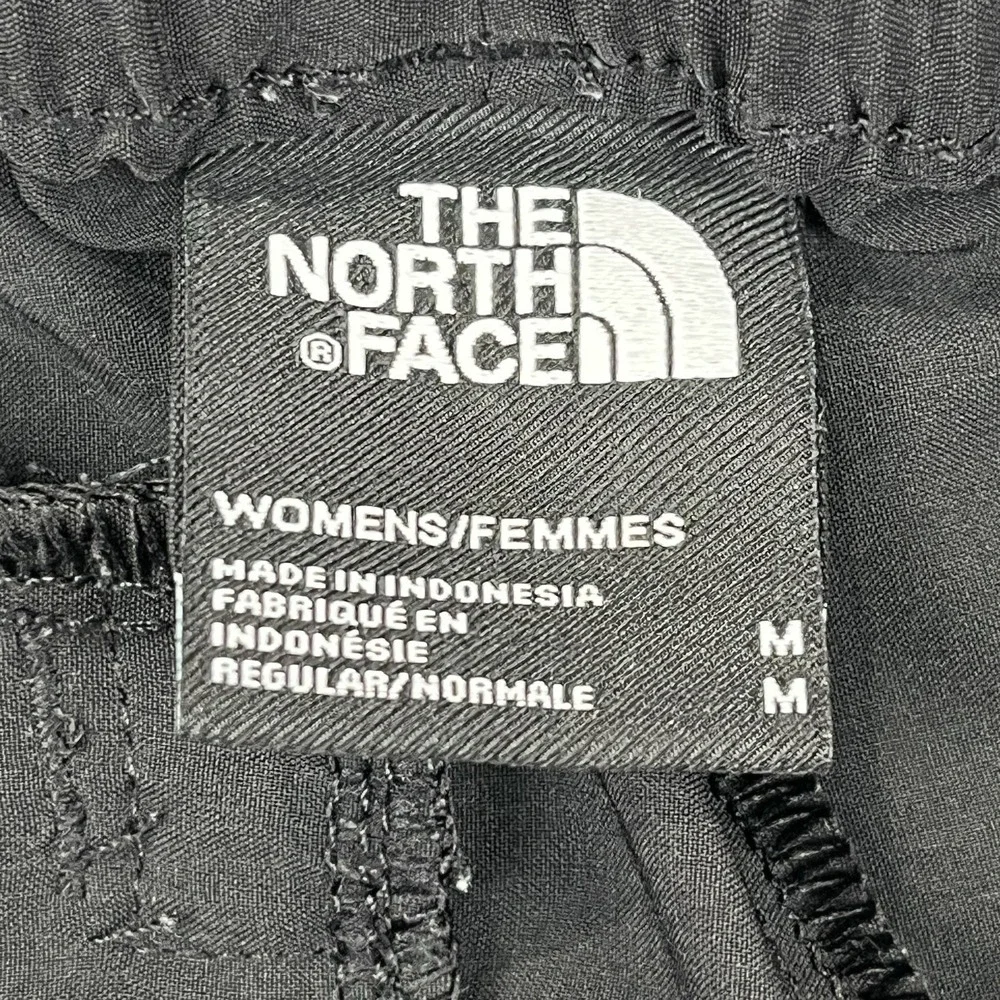 THE
NORTH
®FACE
WOMENS/FEMMES
MADE IN INDONESIA
FABRIQUÉ EN
INDONÉSIE M
REGULAR/NORMALE M